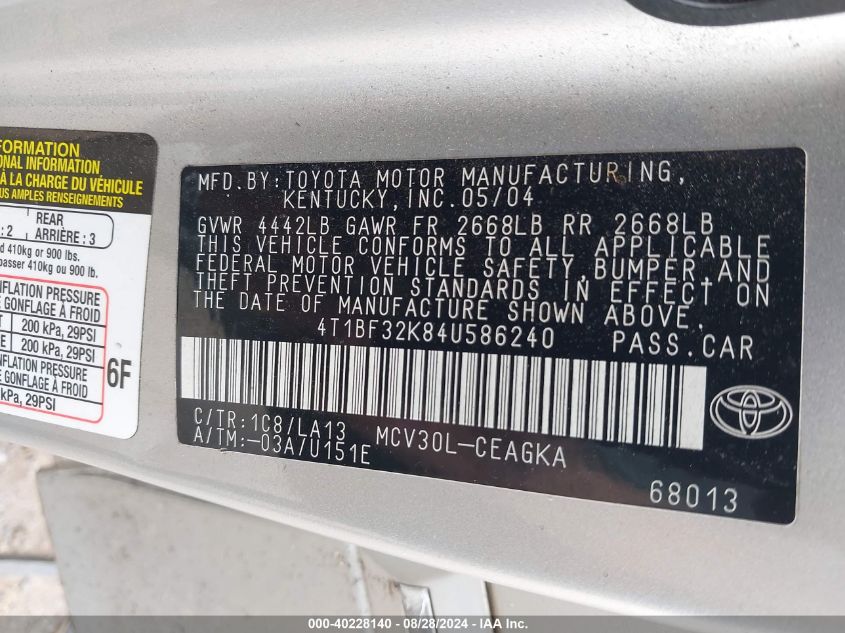 FORMATION
NAL INFORMATION
À LA CHARGE DU VÉHICULE
US AMPLES RENSEIGNEMENTS
: 2
REAR
ARRIÈRE : 3
d 410kg or 900 lbs.
passer 410kg ou 900 lb.
NFLATION PRESSURE
GONFLAGE À FROID
200 kPa, 29PSI
200 kPa, 29PSI
FLATION PRESSURE
E GONFLAGE À FROID
kPa, 29PSI
6F
MFD.BY:TOYOTA MOTOR MANUFACTURING,
KENTUCKY,INC.05/04
GVWR 4442LB GAWR FR 2668LB RR 2668LB
THIS VEHICLE CONFORMS TO ALL APPLICABLE
FEDERAL MOTOR VEHICLE SAFETY,BUMPER,AND
THEFT PREVENTION STANDARDS IN EFFECT ON
THE DATE OF MANUFACTURE SHOWN ABOVE.
4T1BF32K84U586240 PASS.CAR
C/TR:1C8/LA13 MCV30L-CEAGKA
A/TM:-03A/U151E
68013
000-40228140 - 08/28/2024 - IAA Inc.